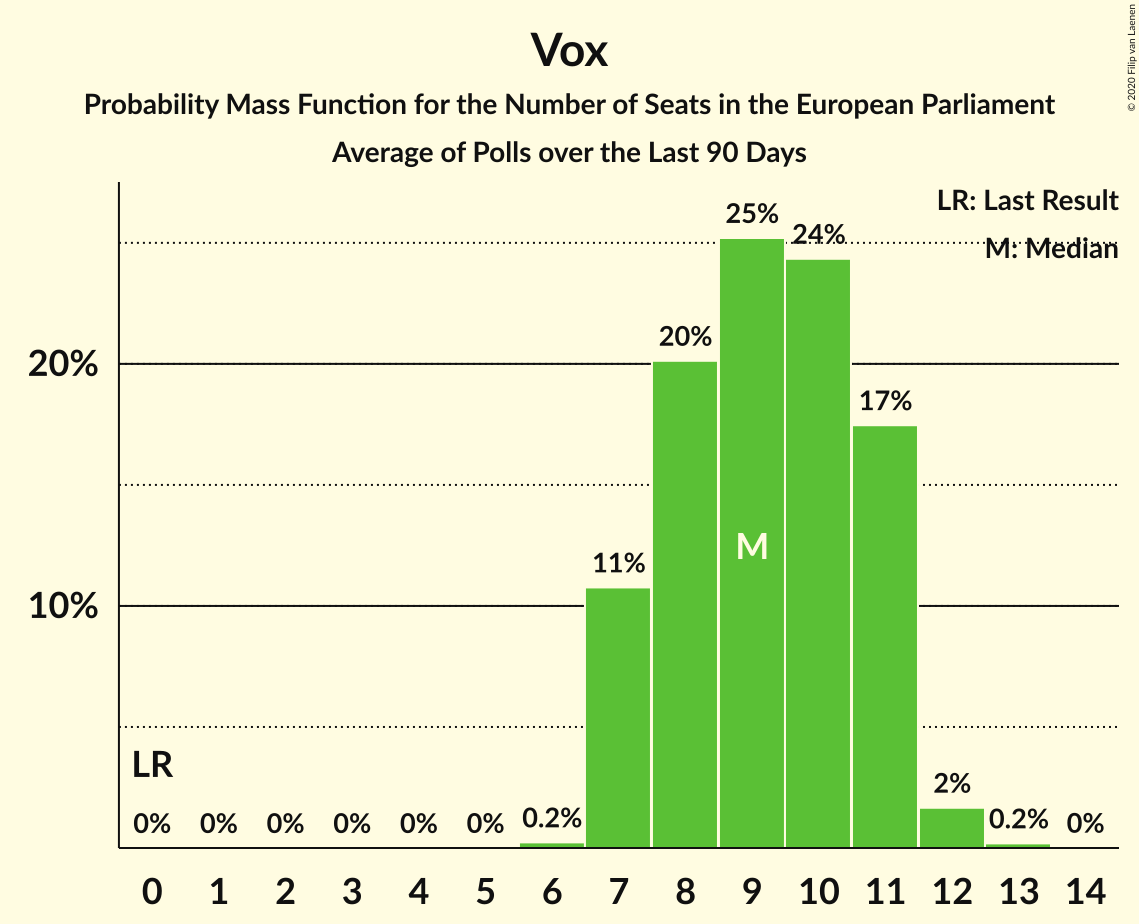 Vox
Probability Mass Function for the Number of Seats in the European Parliament
Average of Polls over the Last 90 Days
© 2020 Filip van Laenen
LR: Last Result
M: Median
20%
10%
25%
24%
20%
17%
11%
M
LR
0% 0% 0% 0% 0% 0% 0.2% 2% 0.2% 0%
0 1 2 3 4 5 6 7 8 9 10 11 12 13 14